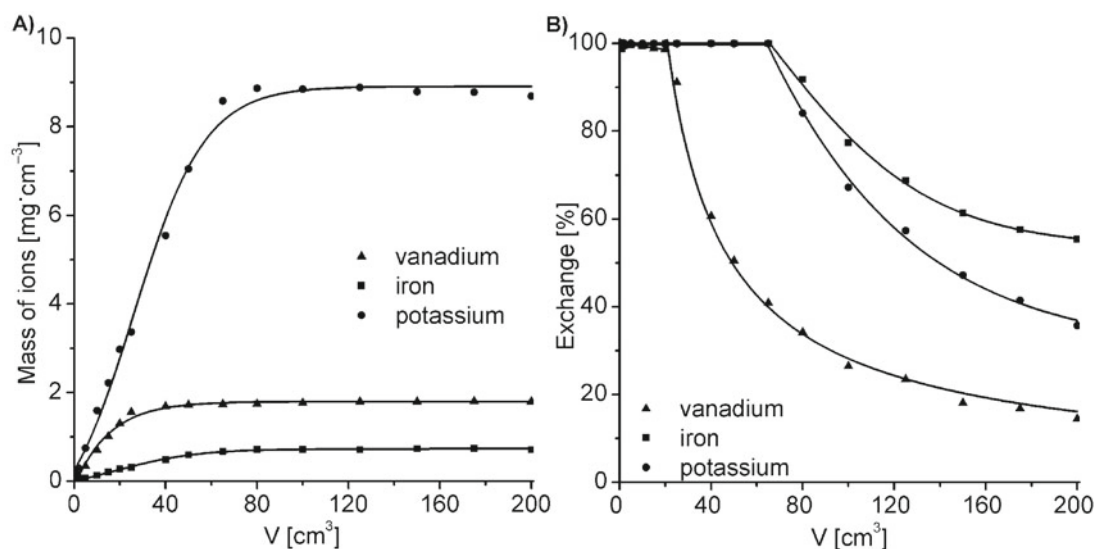 A)
10
8
6
4
2
0
Mass of ions [mg·cm⁻³]
vanadium
iron
potassium
0 40 80 120 160 200
V [cm³]
B)
100
80
60
40
20
0
Exchange [%]
vanadium
iron
potassium
0 40 80 120 160 200
V [cm³]